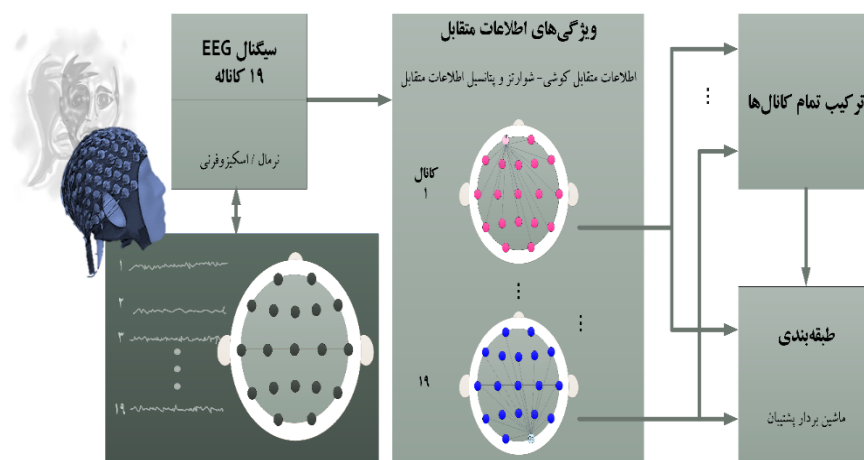 سیگنال EEG
۱۹ کاناله
نرمال / اسکیزوفرنی
۱
۲
۳
۱۹
ویژگی‌های اطلاعات متقابل
اطلاعات متقابل کوشی- شوارتز و پتانسیل اطلاعات متقابل
کانال
۱
۱۹
ترکیب تمام کانال‌ها
طبقه‌بندی
ماشین بردار پشتیبان